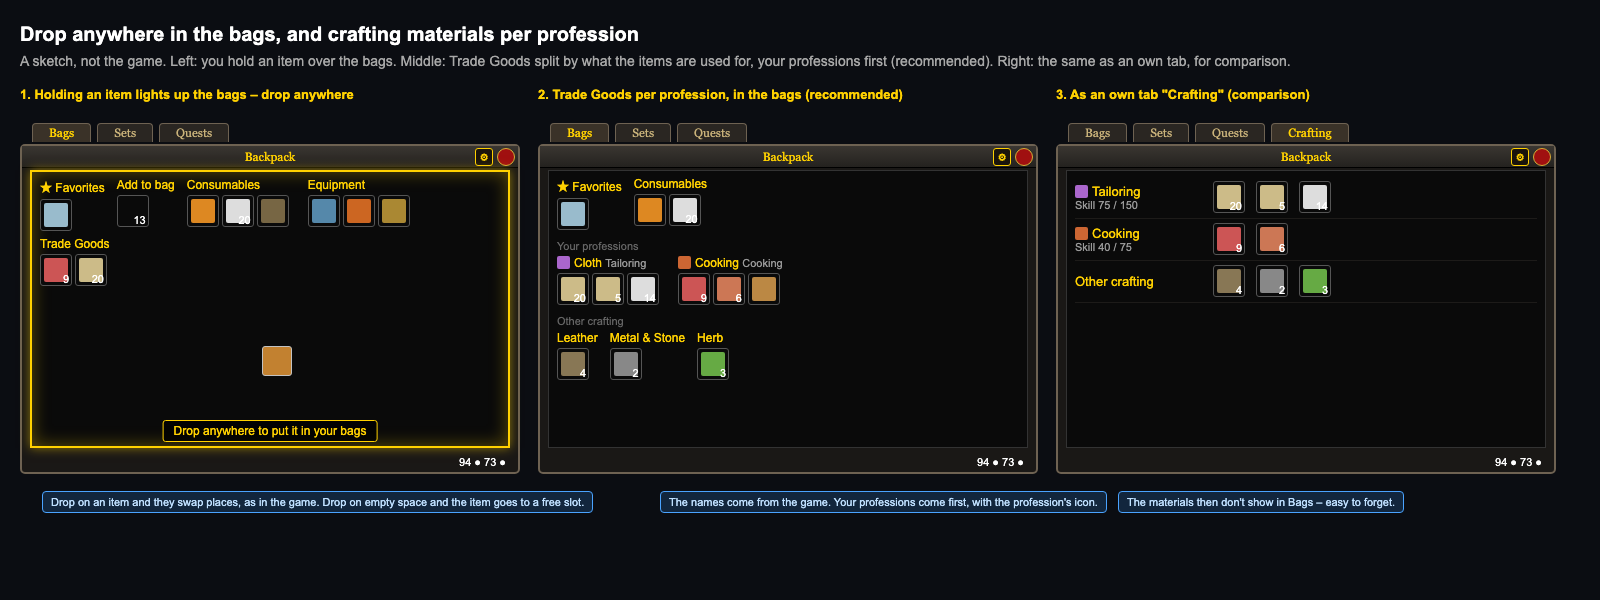 Drop anywhere in the bags, and crafting materials per profession
A sketch, not the game. Left: you hold an item over the bags. Middle: Trade Goods split by what the items are used for, your professions first (recommended). Right: the same as an own tab, for comparison.
1. Holding an item lights up the bags – drop anywhere
Bags Sets Quests
Backpack
★ Favorites Add to bag Consumables Equipment
13 20
Trade Goods
9 20
Drop anywhere to put it in your bags
94 ● 73 ●
Drop on an item and they swap places, as in the game. Drop on empty space and the item goes to a free slot.
2. Trade Goods per profession, in the bags (recommended)
Bags Sets Quests
Backpack
★ Favorites Consumables
20
Your professions
Cloth Tailoring Cooking Cooking
20 5 14 9 6
Other crafting
Leather Metal & Stone Herb
4 2 3
94 ● 73 ●
The names come from the game. Your professions come first, with the profession's icon.
3. As an own tab "Crafting" (comparison)
Bags Sets Quests Crafting
Backpack
Tailoring
Skill 75 / 150
20 5 14
Cooking
Skill 40 / 75
9 6
Other crafting
4 2 3
94 ● 73 ●
The materials then don't show in Bags – easy to forget.